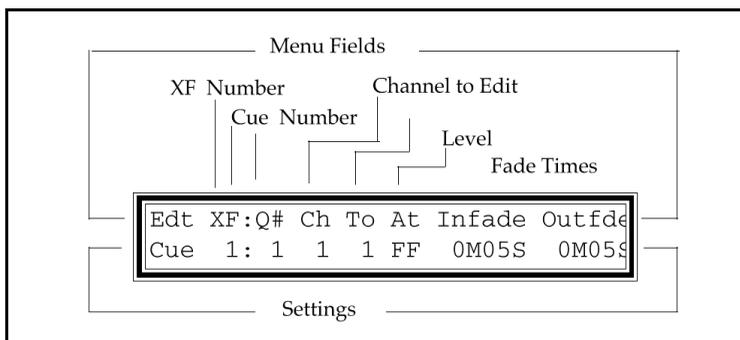 Menu Fields
XF Number
Channel to Edit
Cue Number
Level
Fade Times
Edt XF:Q# Ch To At Infade Outfde
Cue 1: 1 1 1 FF 0M05S 0M05S
Settings